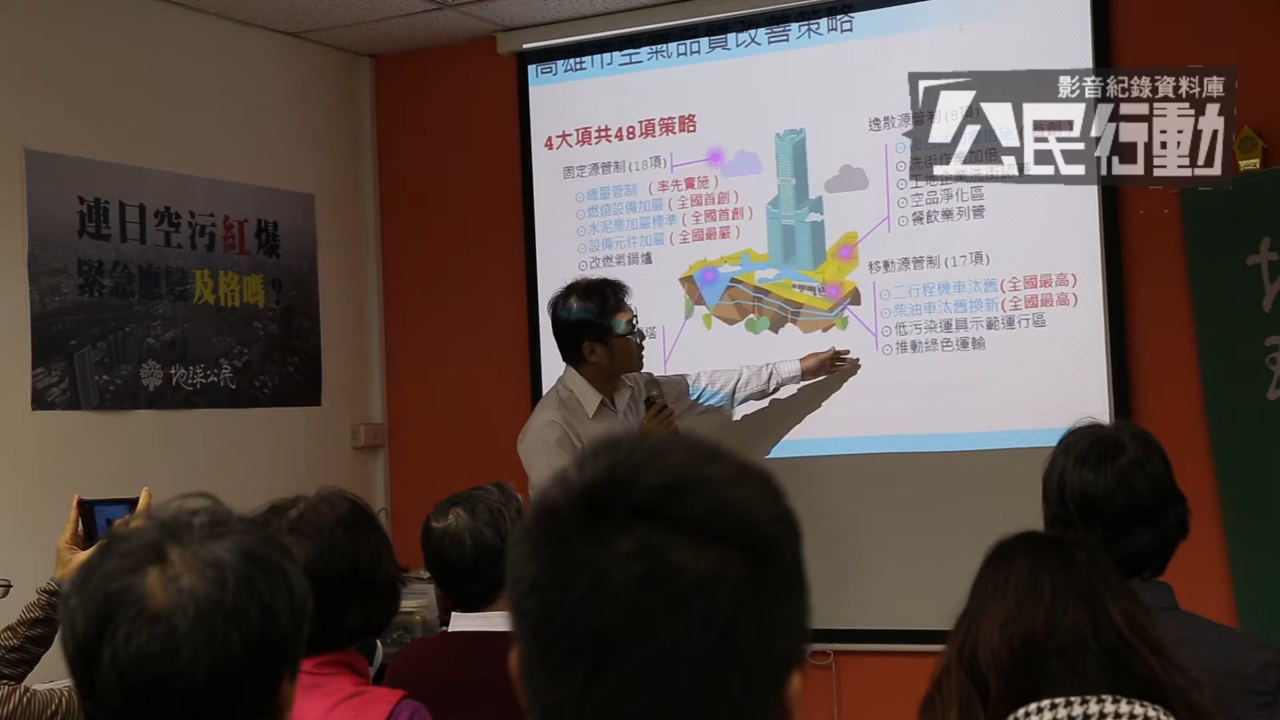 高雄市空氣品質改善策略
4大項共48項策略
固定源管制(18項)
⊙總量管制 (率先實施)
⊙燃燒設備加嚴(全國首創)
⊙水泥業加嚴標準(全國首創)
⊙設備元件加嚴(全國最嚴)
⊙改燃氣鍋爐
塔
逸散源管制(8項)
⊙洗街作業加倍
⊙空品淨化區
⊙餐飲業列管
移動源管制(17項)
⊙二行程機車汰舊(全國最高)
⊙柴油車汰舊換新(全國最高)
⊙低污染運具示範運行區
⊙推動綠色運輸
影音紀錄資料庫
公民行動
連日空污紅爆
緊急應變及格嗎?
地球公民